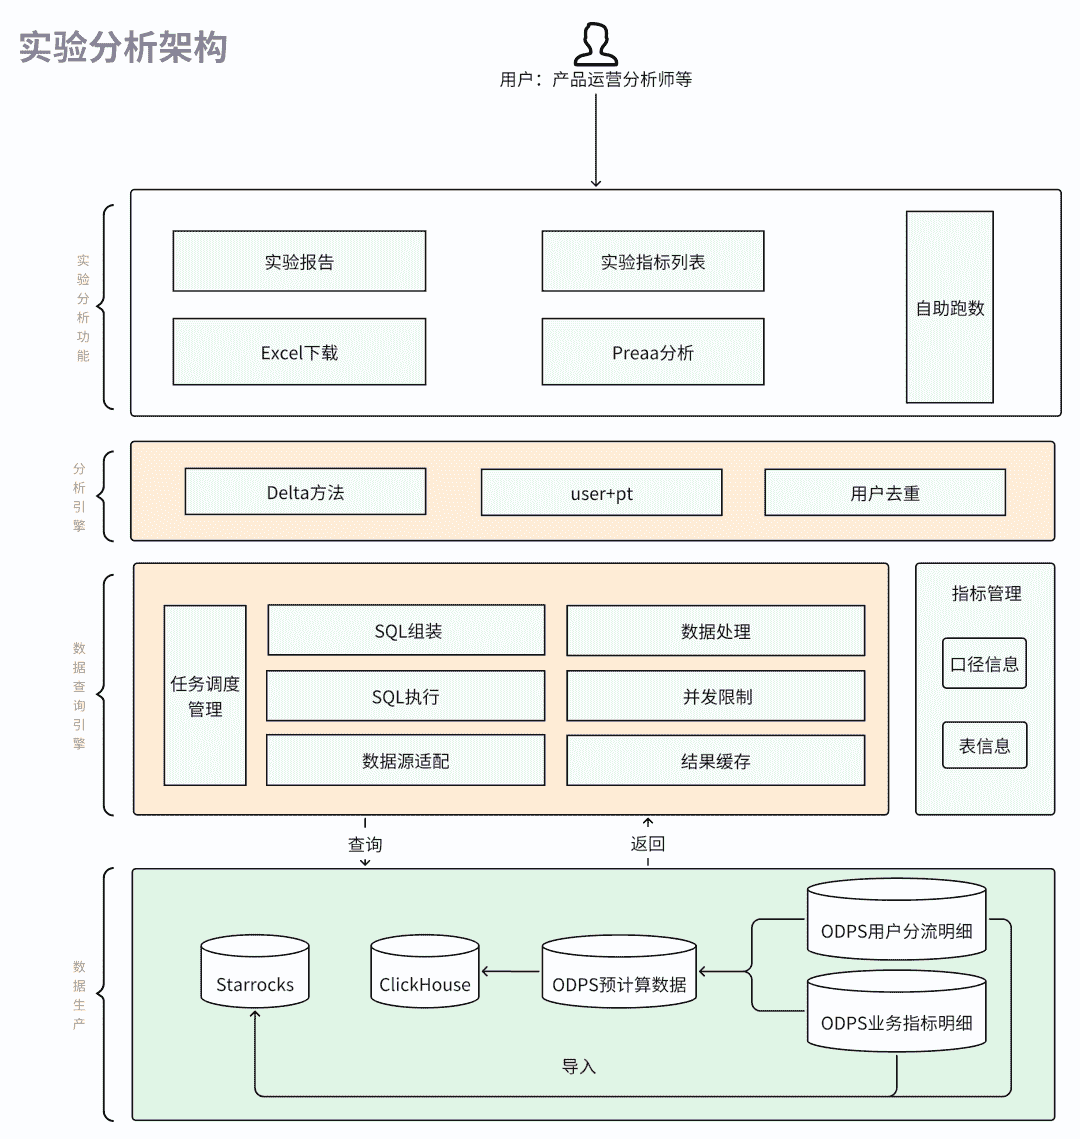 实验分析架构
用户：产品运营分析师等
实验分析功能
实验报告
实验指标列表
自助跑数
Excel下载
Preaa分析
分析引擎
Delta方法
user+pt
用户去重
数据查询引擎
任务调度
管理
SQL组装
数据处理
SQL执行
并发限制
数据源适配
结果缓存
指标管理
口径信息
表信息
查询
返回
数据生产
Starrocks
ClickHouse
ODPS预计算数据
ODPS用户分流明细
ODPS业务指标明细
导入